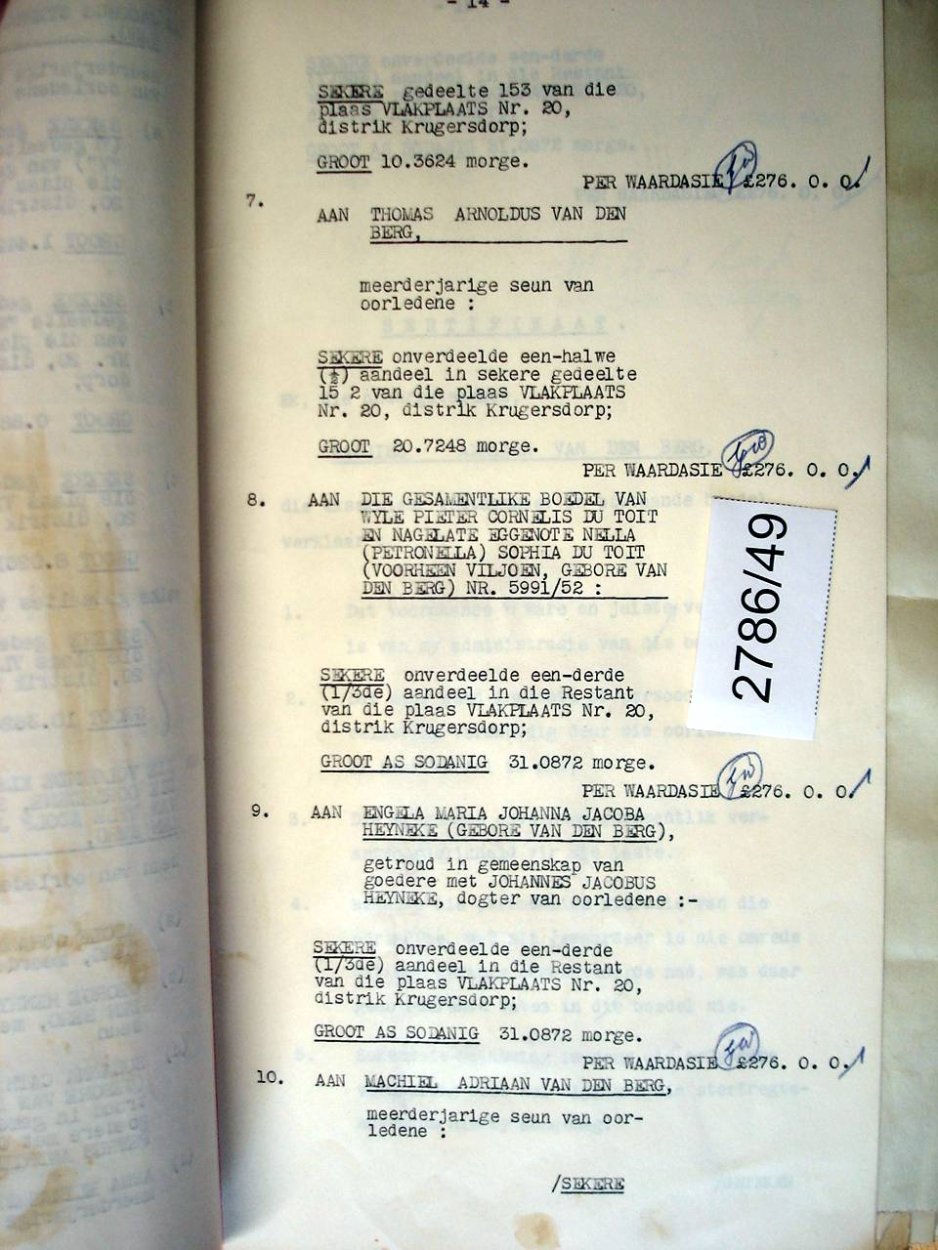 - 14 -
SEKERE gedeelte 153 van die
plaas VLAKPLAATS Nr. 20,
distrik Krugersdorp;
GROOT 10.3624 morge.
PER WAARDASIE £276. 0. 0.
7.
AAN THOMAS ARNOLDUS VAN DEN
BERG,
meerderjarige seun van
oorledene :
SEKERE onverdeelde een-halwe
(½) aandeel in sekere gedeelte
15 2 van die plaas VLAKPLAATS
Nr. 20, distrik Krugersdorp;
GROOT 20.7248 morge.
PER WAARDASIE £276. 0. 0.
8. AAN DIE GESAMENTLIKE BOEDEL VAN
WYLE PIETER CORNELIS DU TOIT
EN NAGELATE EGGENOTE NELLA
(PETRONELLA) SOPHIA DU TOIT
(VOORHEEN VILJOEN, GEBORE VAN
DEN BERG) NR. 5991/52 :
2786/49
SEKERE onverdeelde een-derde
(1/3de) aandeel in die Restant
van die plaas VLAKPLAATS Nr. 20,
distrik Krugersdorp;
GROOT AS SODANIG 31.0872 morge.
PER WAARDASIE £276. 0. 0.
9. AAN ENGELA MARIA JOHANNA JACOBA
HEYNEKE (GEBORE VAN DEN BERG),
getroud in gemeenskap van
goedere met JOHANNES JACOBUS
HEYNEKE, dogter van oorledene :-
SEKERE onverdeelde een-derde
(1/3de) aandeel in die Restant
van die plaas VLAKPLAATS Nr. 20,
distrik Krugersdorp;
GROOT AS SODANIG 31.0872 morge.
PER WAARDASIE £276. 0. 0.
10. AAN MACHIEL ADRIAAN VAN DEN BERG,
meerderjarige seun van oor-
ledene :
/SEKERE